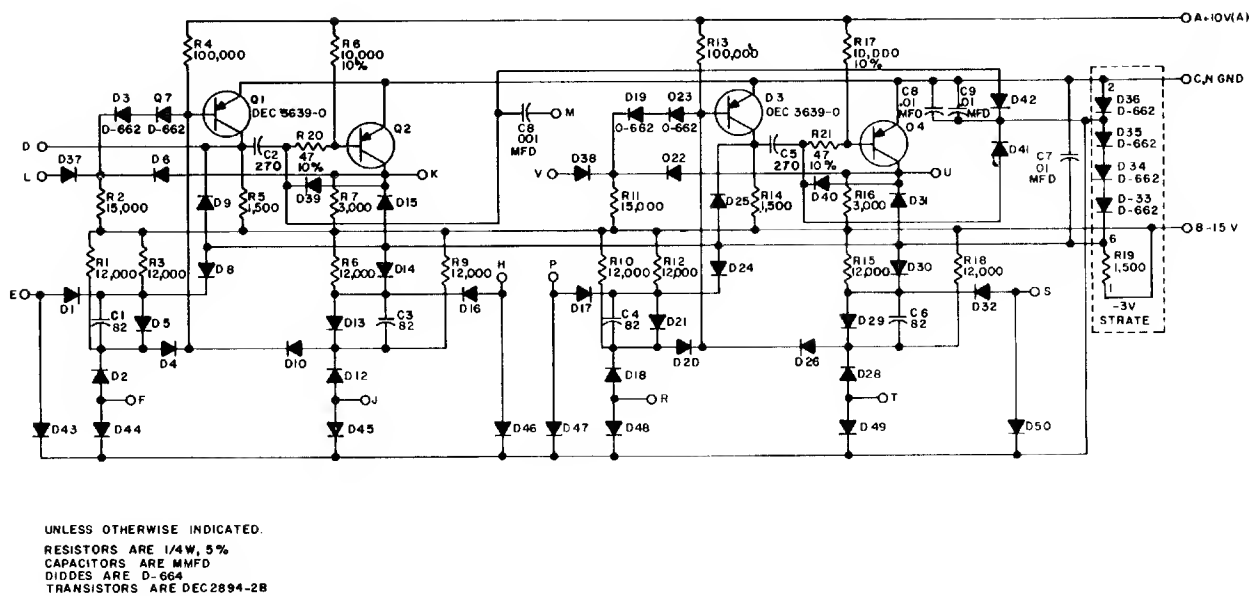 A+10V(A)
R4
100,000
R6
10,000
10%
R13
100,000
R17
10,000
10%
C,N GND
D3
D-662
Q7
D-662
Q1
DEC 3639-0
D19
O-662
O23
O-662
D3
OEC 3639-0
C8
.01
MFD
C9
.01
MFD
D42
2
D36
D-662
M
C8
.001
MFD
R20
47
10%
Q2
R21
47
10%
O4
D35
D-662
D
C2
270
C5
270
D41
C7
.01
MFD
D37
L
D6
K
D38
V
O22
U
D34
D-662
R2
15,000
D9
R5
1,500
D39
R7
3,000
D15
R11
15,000
D25
R14
1,500
D40
R16
3,000
D31
D-33
D-662
8-15 V
6
R1
12,000
R3
12,000
D8
R6
12,000
D14
R9
12,000
H
P
R10
12,000
R12
12,000
D24
R15
12,000
D30
R18
12,000
R19
1,500
1
E
D1
D16
D17
D32
S
-3V
STRATE
C1
82
D5
D13
C3
82
C4
82
D21
D29
C6
82
D4
D10
D20
D26
D2
D12
D18
D28
F
J
R
T
D43
D44
D45
D46
D47
D48
D49
D50
UNLESS OTHERWISE INDICATED.
RESISTORS ARE 1/4W, 5%
CAPACITORS ARE MMFD
DIDDES ARE D-664
TRANSISTORS ARE DEC2894-2B